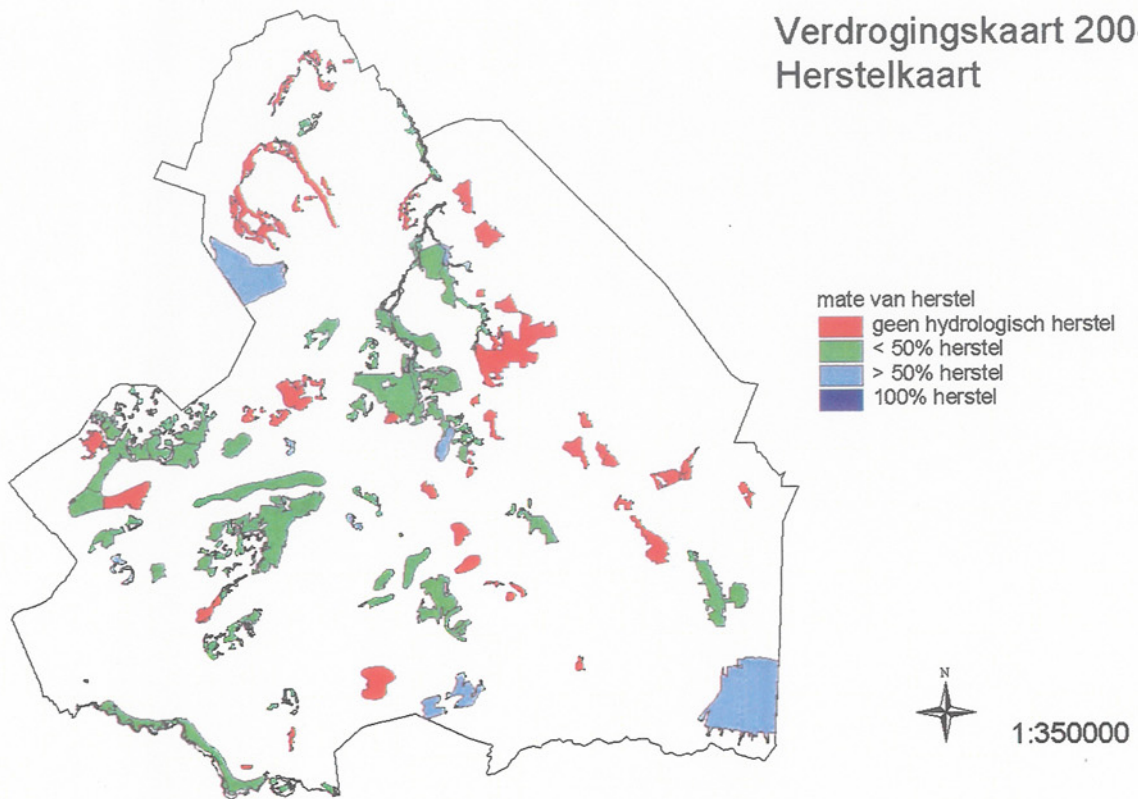 Verdrogingskaart 200
Herstelkaart
mate van herstel
geen hydrologisch herstel
< 50% herstel
> 50% herstel
100% herstel
N
1:350000